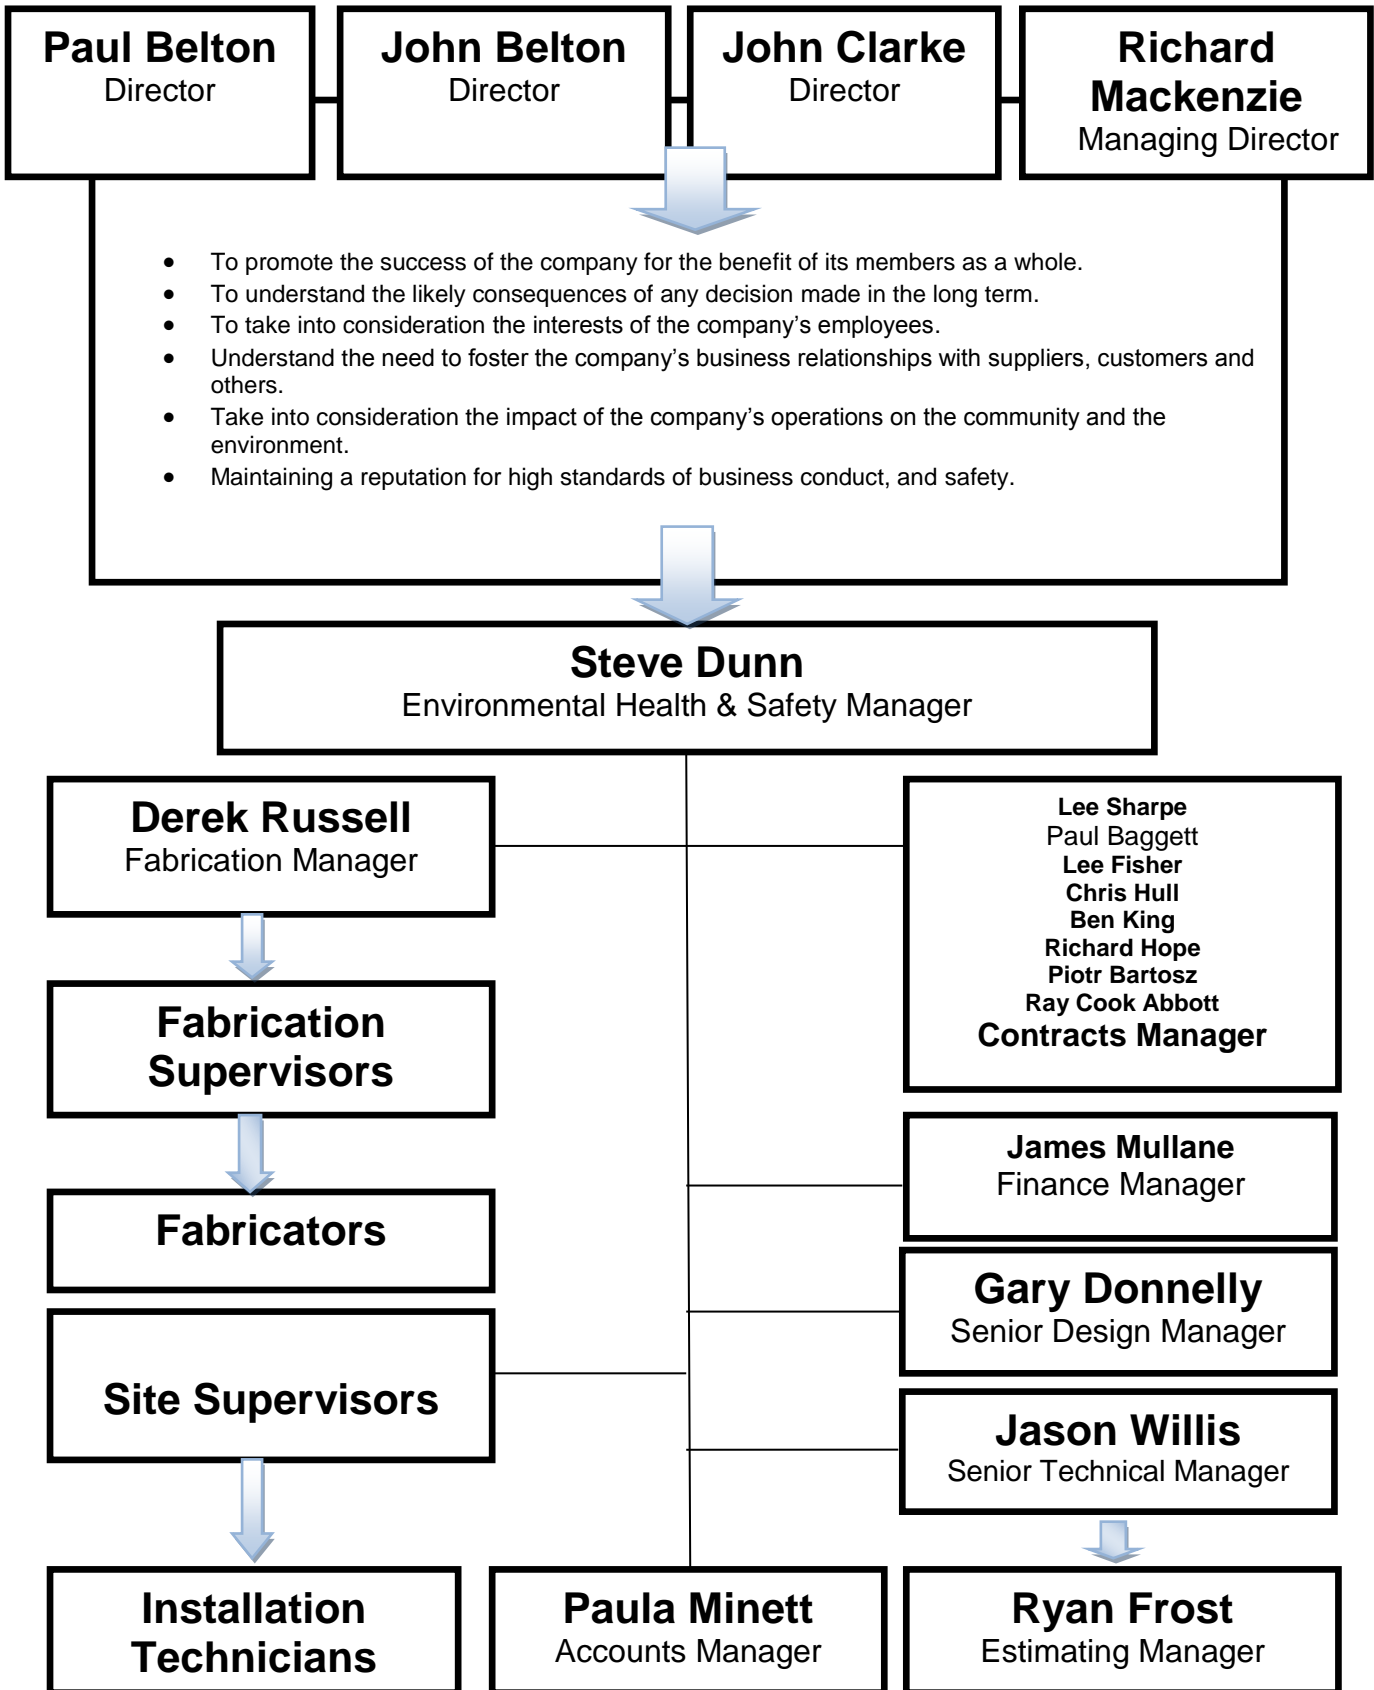 Paul Belton
Director
John Belton
Director
John Clarke
Director
Richard
Mackenzie
Managing Director
• To promote the success of the company for the benefit of its members as a whole.
• To understand the likely consequences of any decision made in the long term.
• To take into consideration the interests of the company’s employees.
• Understand the need to foster the company’s business relationships with suppliers, customers and
others.
• Take into consideration the impact of the company’s operations on the community and the
environment.
• Maintaining a reputation for high standards of business conduct, and safety.
Steve Dunn
Environmental Health & Safety Manager
Derek Russell
Fabrication Manager
Lee Sharpe
Paul Baggett
Lee Fisher
Chris Hull
Ben King
Richard Hope
Piotr Bartosz
Ray Cook Abbott
Contracts Manager
Fabrication
Supervisors
James Mullane
Finance Manager
Fabricators
Gary Donnelly
Senior Design Manager
Site Supervisors
Jason Willis
Senior Technical Manager
Installation
Technicians
Paula Minett
Accounts Manager
Ryan Frost
Estimating Manager